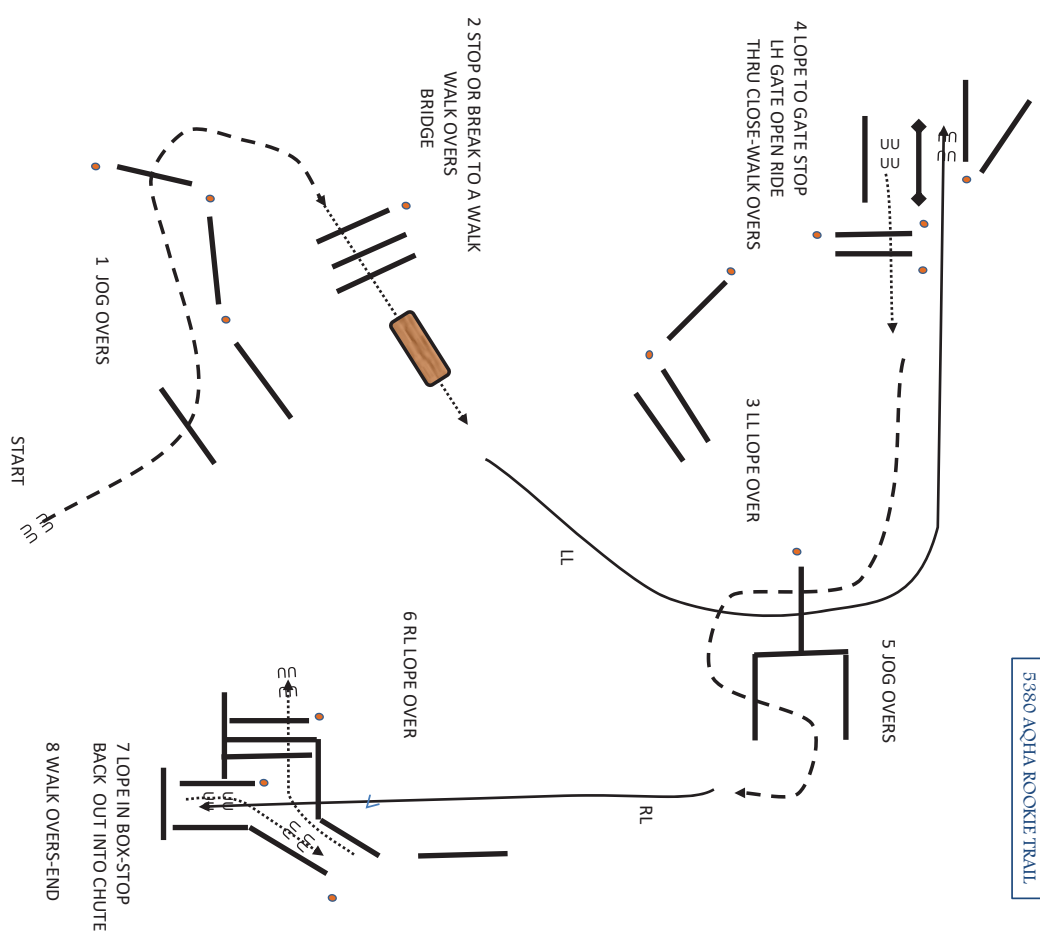 5380 AQHA ROOKIE TRAIL
START
1 JOG OVERS
2 STOP OR BREAK TO A WALK
WALK OVERS
BRIDGE
3 LL LOPE OVER
LL
4 LOPE TO GATE STOP
LH GATE OPEN RIDE
THRU CLOSE-WALK OVERS
5 JOG OVERS
6 RL LOPE OVER
RL
7 LOPE IN BOX-STOP
BACK OUT INTO CHUTE
8 WALK OVERS-END